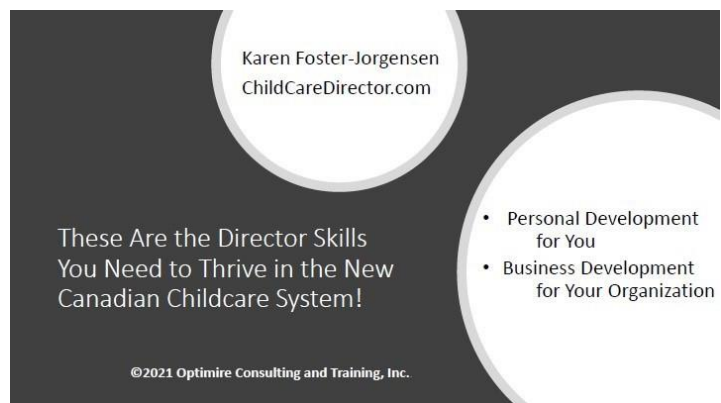 Karen Foster-Jorgensen
ChildCareDirector.com
These Are the Director Skills
You Need to Thrive in the New
Canadian Childcare System!
• Personal Development
for You
• Business Development
for Your Organization
©2021 Optimire Consulting and Training, Inc.